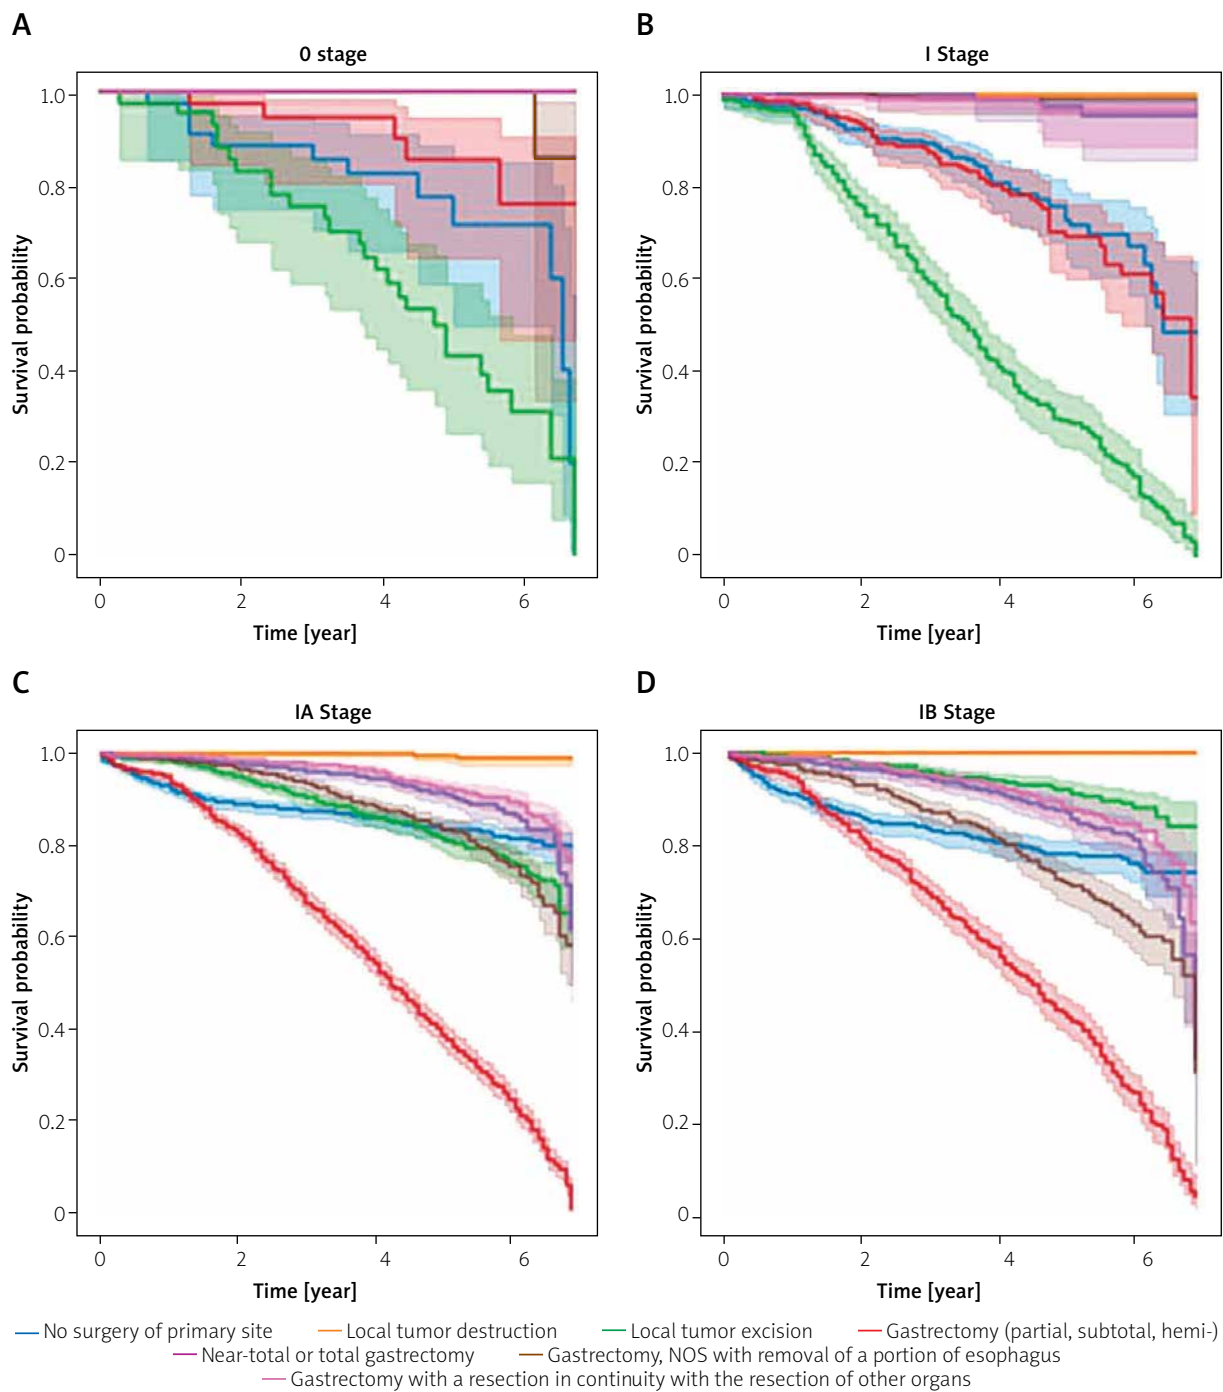 A
0 stage
Survival probability
1.0
0.8
0.6
0.4
0.2
0
0 2 4 6
Time [year]
B
I Stage
Survival probability
1.0
0.8
0.6
0.4
0.2
0
0 2 4 6
Time [year]
C
IA Stage
Survival probability
1.0
0.8
0.6
0.4
0.2
0
0 2 4 6
Time [year]
D
IB Stage
Survival probability
1.0
0.8
0.6
0.4
0.2
0
0 2 4 6
Time [year]
No surgery of primary site Local tumor destruction Local tumor excision Gastrectomy (partial, subtotal, hemi-)
Near-total or total gastrectomy Gastrectomy, NOS with removal of a portion of esophagus
Gastrectomy with a resection in continuity with the resection of other organs